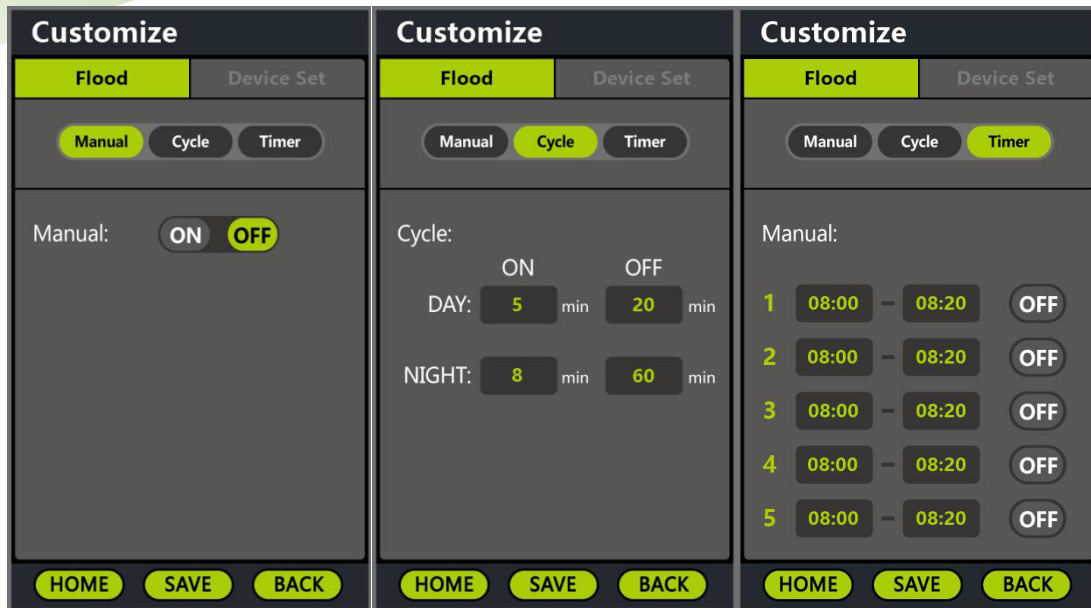 Customize
Flood Device Set
Manual Cycle Timer
Manual: ON OFF
HOME SAVE BACK
Customize
Flood Device Set
Manual Cycle Timer
Cycle:
ON OFF
DAY: 5 min 20 min
NIGHT: 8 min 60 min
HOME SAVE BACK
Customize
Flood Device Set
Manual Cycle Timer
Manual:
1 08:00 - 08:20 OFF
2 08:00 - 08:20 OFF
3 08:00 - 08:20 OFF
4 08:00 - 08:20 OFF
5 08:00 - 08:20 OFF
HOME SAVE BACK